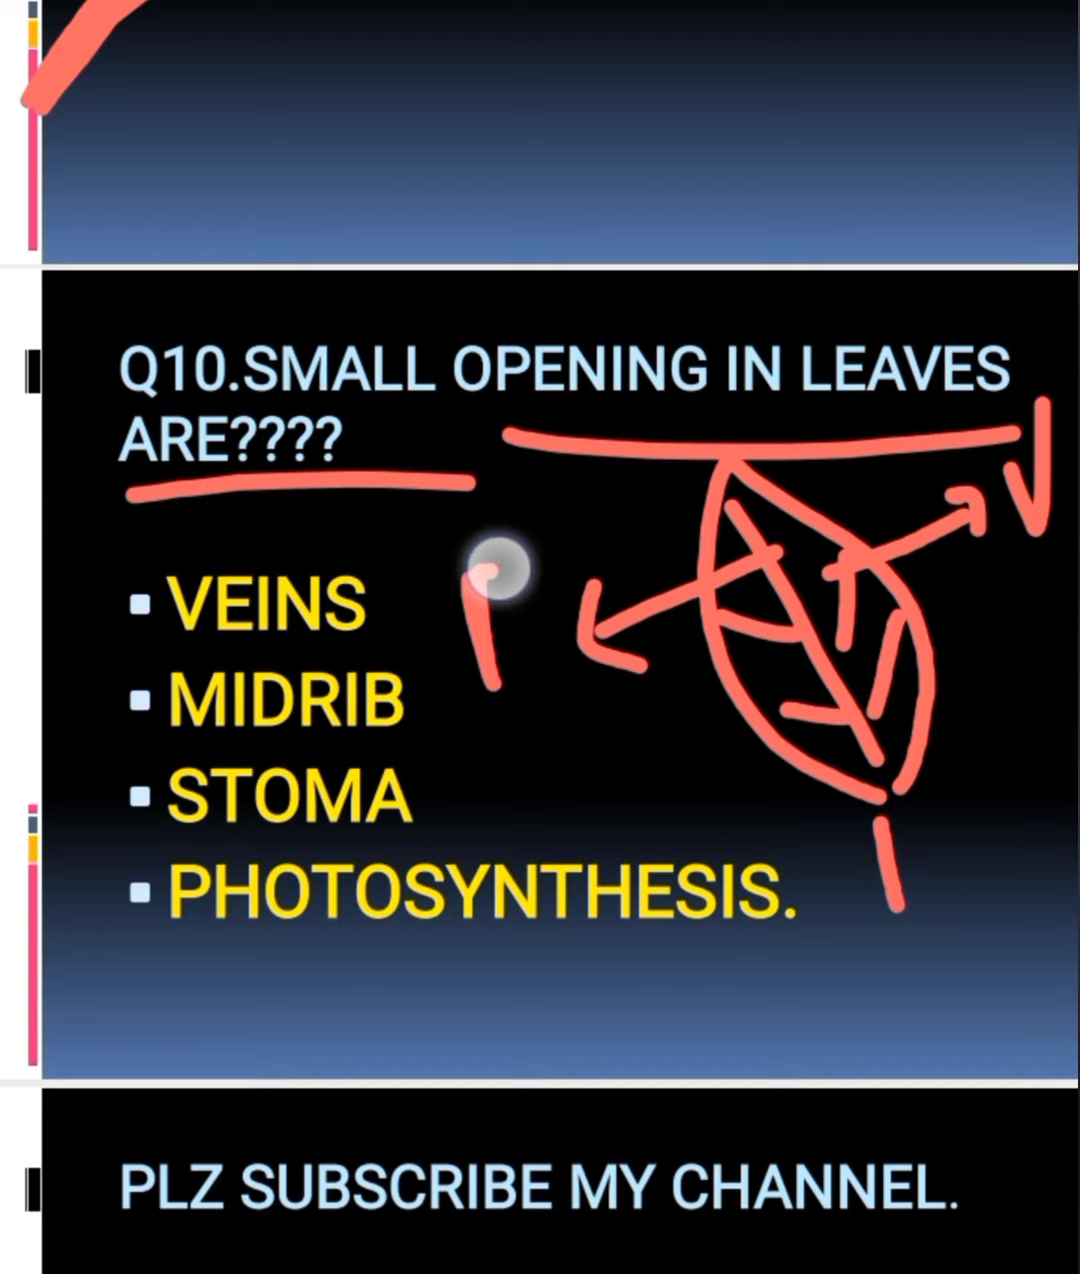 Q10.SMALL OPENING IN LEAVES
ARE????
VEINS
MIDRIB
STOMA
PHOTOSYNTHESIS.
PLZ SUBSCRIBE MY CHANNEL.